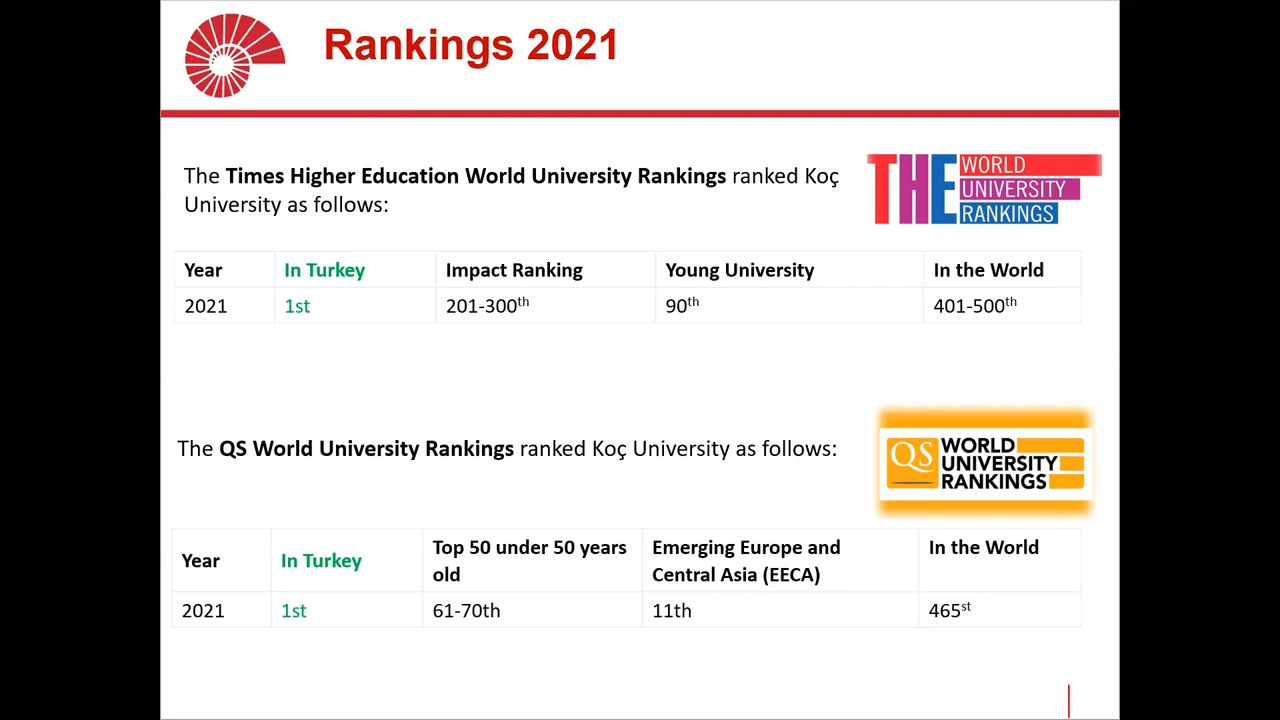 Rankings 2021
The Times Higher Education World University Rankings ranked Koç
University as follows:
THE WORLD
UNIVERSITY
RANKINGS
Year In Turkey Impact Ranking Young University In the World
2021 1st 201-300th 90th 401-500th
The QS World University Rankings ranked Koç University as follows:
QS WORLD
UNIVERSITY
RANKINGS
Year In Turkey Top 50 under 50 years
old Emerging Europe and
Central Asia (EECA) In the World
2021 1st 61-70th 11th 465st